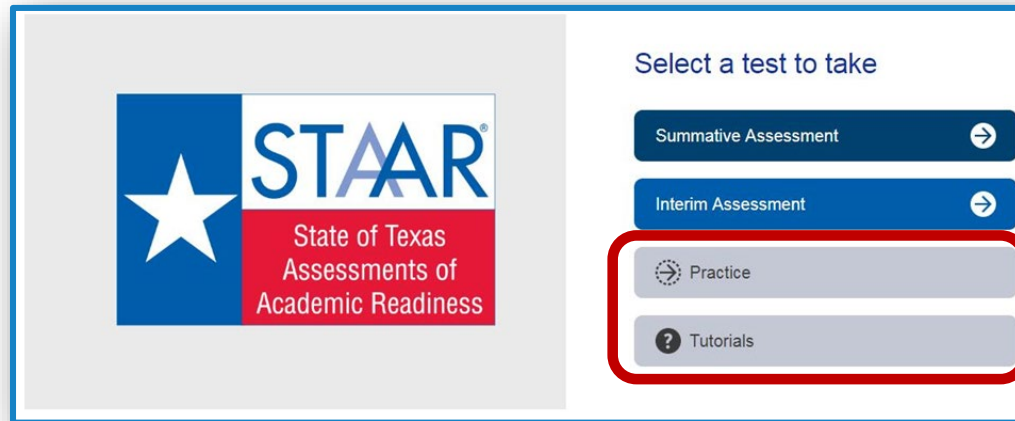 STAAR®
State of Texas
Assessments of
Academic Readiness
Select a test to take
Summative Assessment
Interim Assessment
Practice
Tutorials